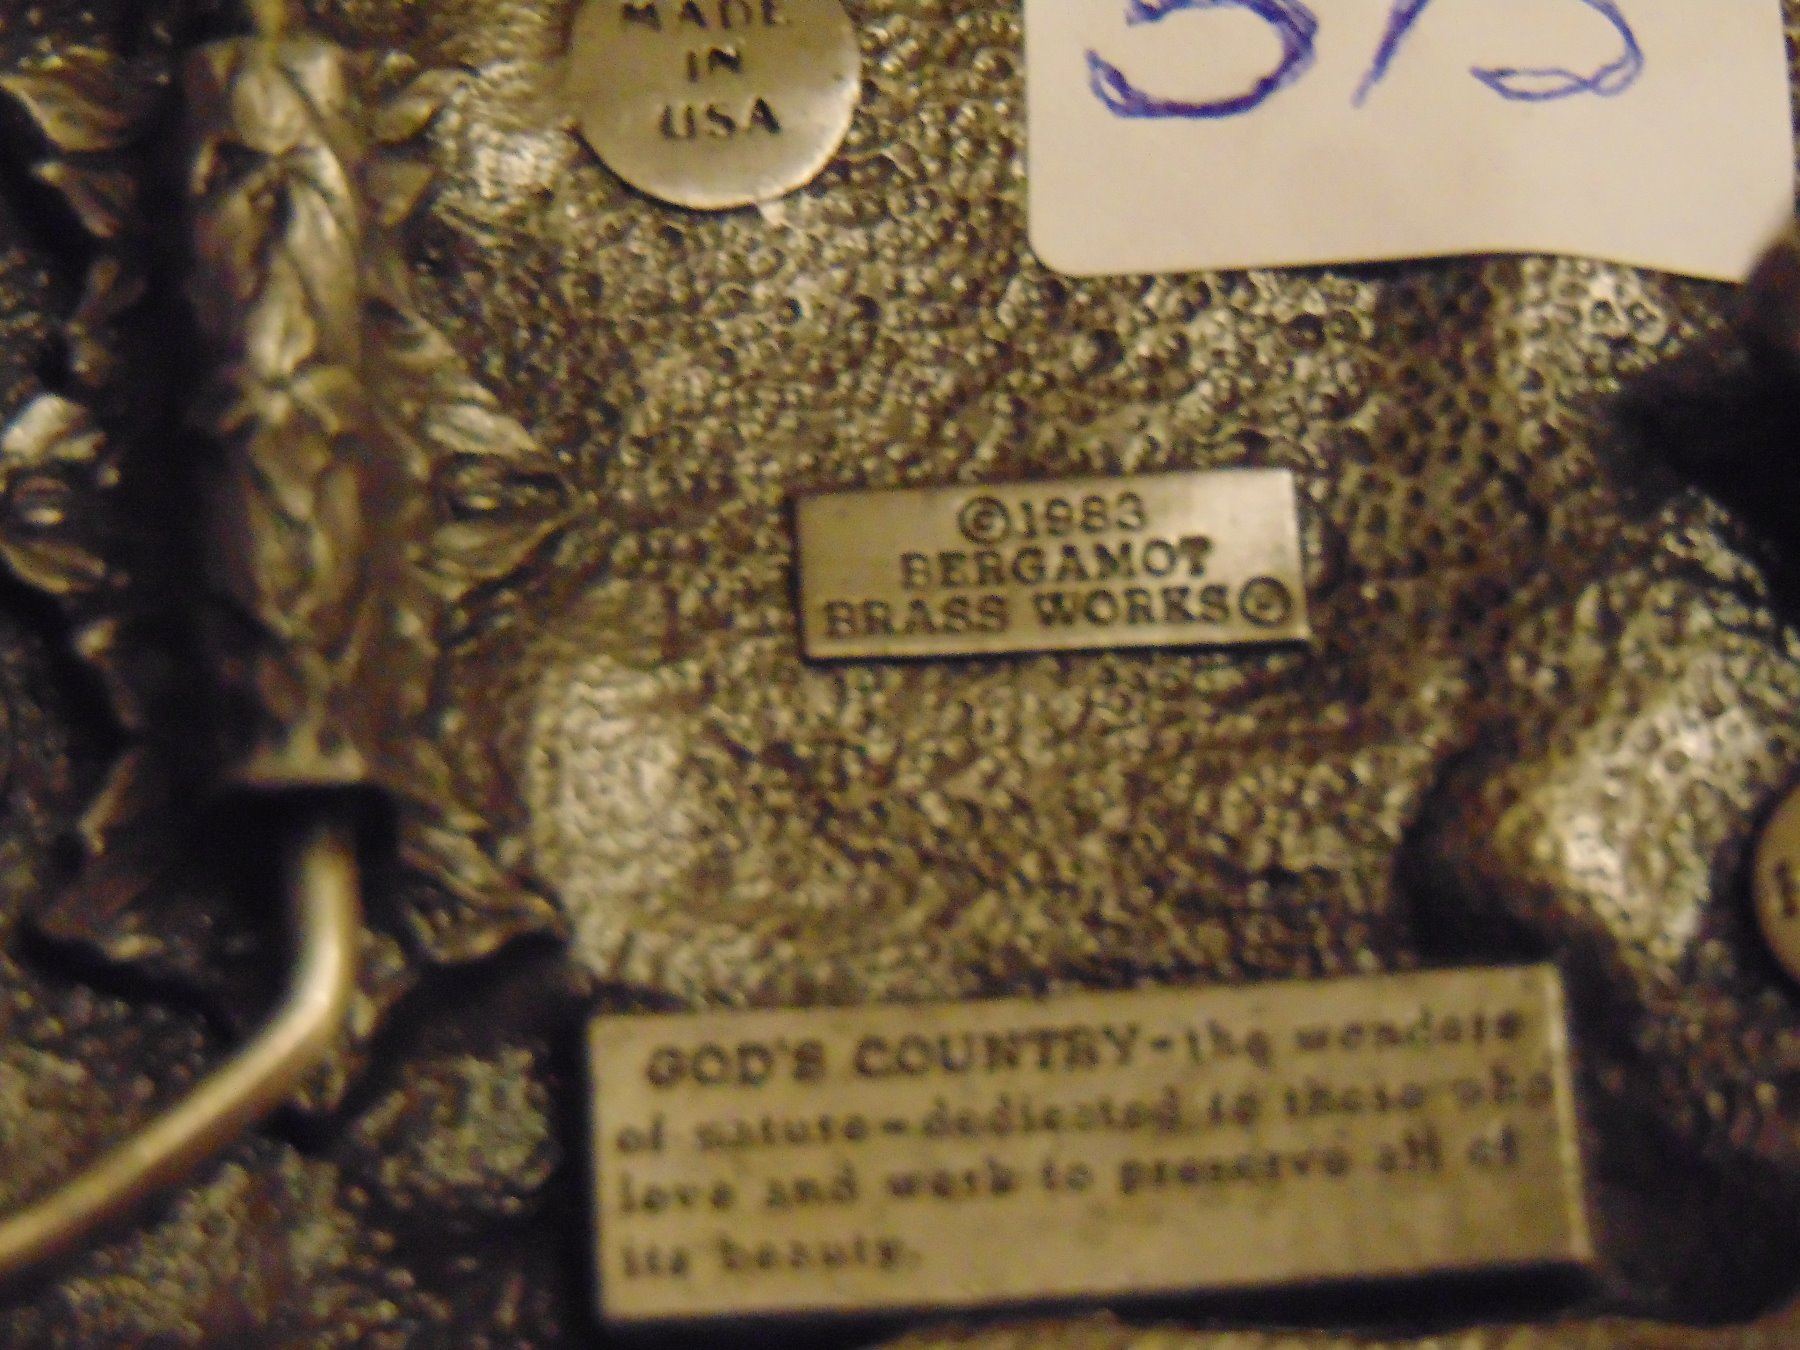 MADE
IN
USA
©1983
BERGAMOT
BRASS WORKS©
GOD'S COUNTRY-the wonders
of nature-dedicated to those who
love and work to preserve all of
its beauty.